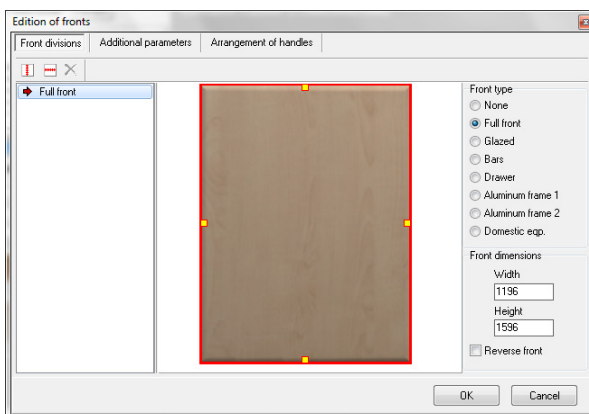 Edition of fronts
Front divisions Additional parameters Arrangement of handles
Full front
Front type
None
Full front
Glazed
Bars
Drawer
Aluminum frame 1
Aluminum frame 2
Domestic eqp.
Front dimensions
Width
1196
Height
1596
Reverse front
OK Cancel